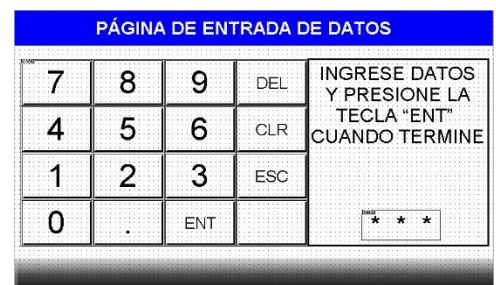 PÁGINA DE ENTRADA DE DATOS
7 8 9 DEL
4 5 6 CLR
1 2 3 ESC
0 . ENT
INGRESE DATOS
Y PRESIONE LA
TECLA “ENT”
CUANDO TERMINE
* * *